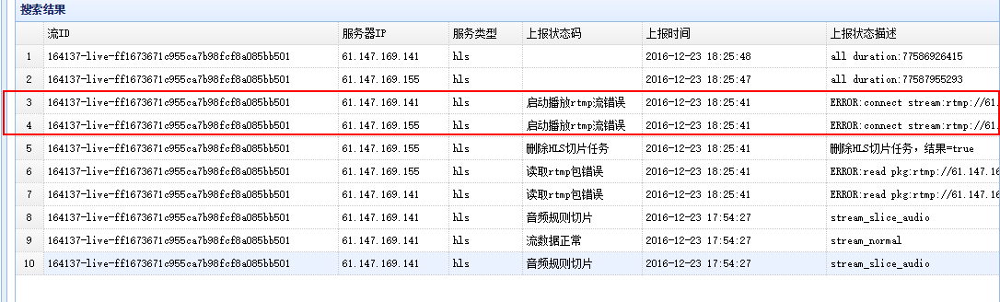 搜索结果
流ID 服务器IP 服务类型 上报状态码 上报时间 上报状态描述
1 164137-live-ff1673671c955ca7b98fcf8a085bb501 61.147.169.141 hls 2016-12-23 18:25:48 all duration:77586926415
2 164137-live-ff1673671c955ca7b98fcf8a085bb501 61.147.169.155 hls 2016-12-23 18:25:47 all duration:77587955293
3 164137-live-ff1673671c955ca7b98fcf8a085bb501 61.147.169.141 hls 启动播放rtmp流错误 2016-12-23 18:25:41 ERROR:connect stream:rtmp://61.
4 164137-live-ff1673671c955ca7b98fcf8a085bb501 61.147.169.155 hls 启动播放rtmp流错误 2016-12-23 18:25:41 ERROR:connect stream:rtmp://61.
5 164137-live-ff1673671c955ca7b98fcf8a085bb501 61.147.169.155 hls 删除HLS切片任务 2016-12-23 18:25:41 删除HLS切片任务，结果=true
6 164137-live-ff1673671c955ca7b98fcf8a085bb501 61.147.169.155 hls 读取rtmp包错误 2016-12-23 18:25:41 ERROR:read pkg:rtmp://61.147.16
7 164137-live-ff1673671c955ca7b98fcf8a085bb501 61.147.169.141 hls 读取rtmp包错误 2016-12-23 18:25:41 ERROR:read pkg:rtmp://61.147.16
8 164137-live-ff1673671c955ca7b98fcf8a085bb501 61.147.169.141 hls 音频规则切片 2016-12-23 17:54:27 stream_slice_audio
9 164137-live-ff1673671c955ca7b98fcf8a085bb501 61.147.169.141 hls 流数据正常 2016-12-23 17:54:27 stream_normal
10 164137-live-ff1673671c955ca7b98fcf8a085bb501 61.147.169.141 hls 音频规则切片 2016-12-23 17:54:27 stream_slice_audio